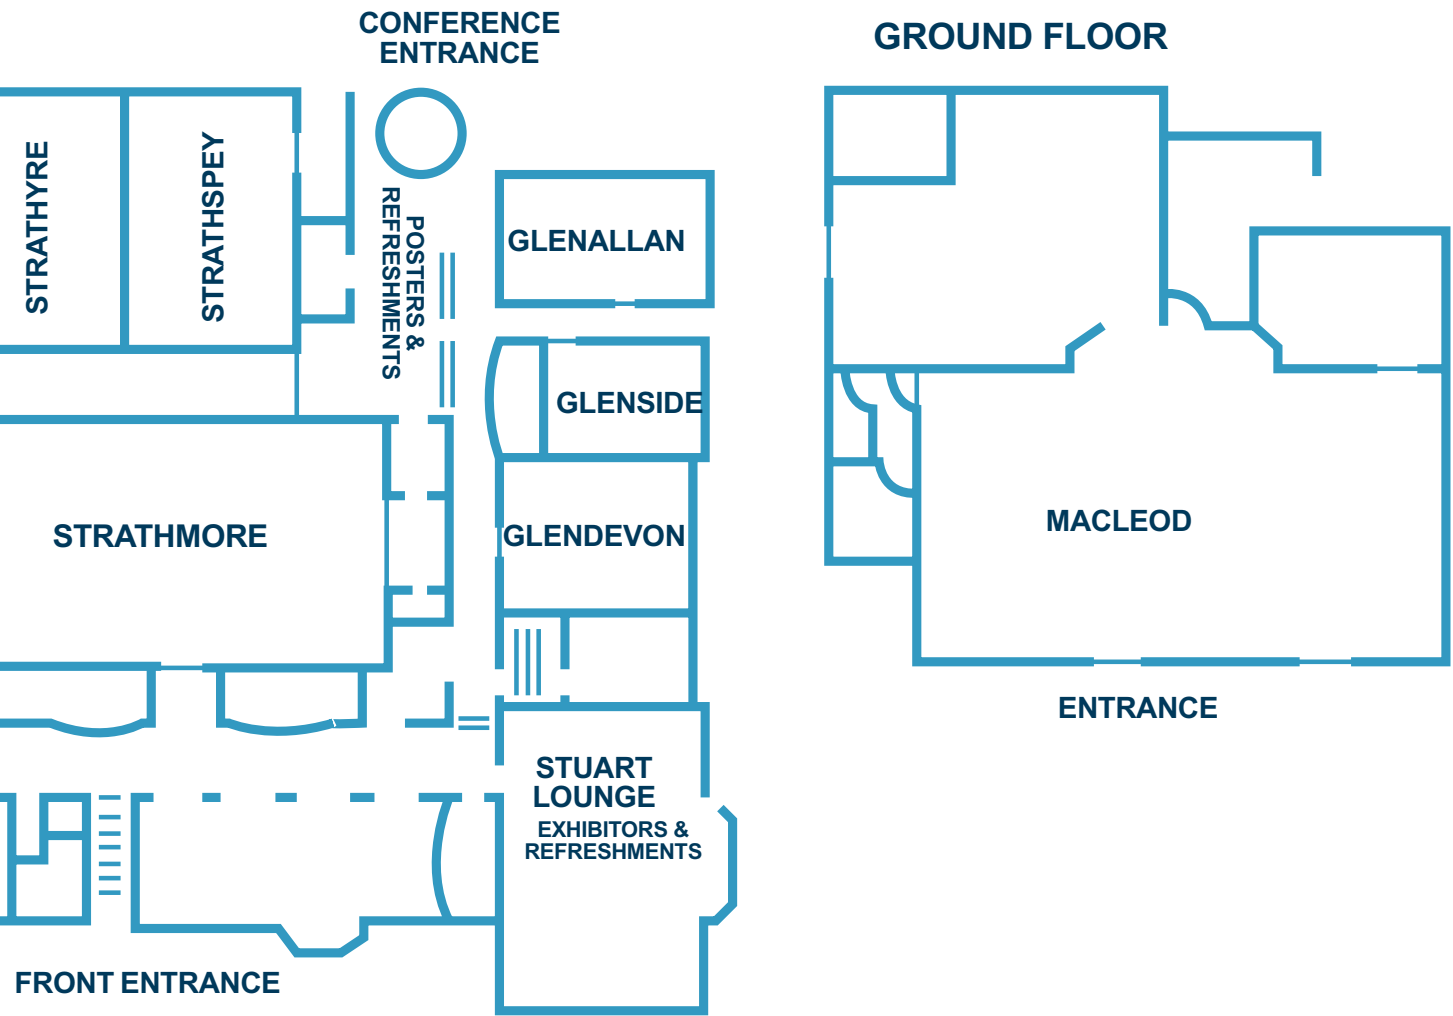 CONFERENCE
ENTRANCE
GROUND FLOOR
STRATHYRE
STRATHSPEY
POSTERS &
REFRESHMENTS
GLENALLAN
GLENSIDE
STRATHMORE
GLENDEVON
MACLEOD
ENTRANCE
STUART
LOUNGE
EXHIBITORS &
REFRESHMENTS
FRONT ENTRANCE